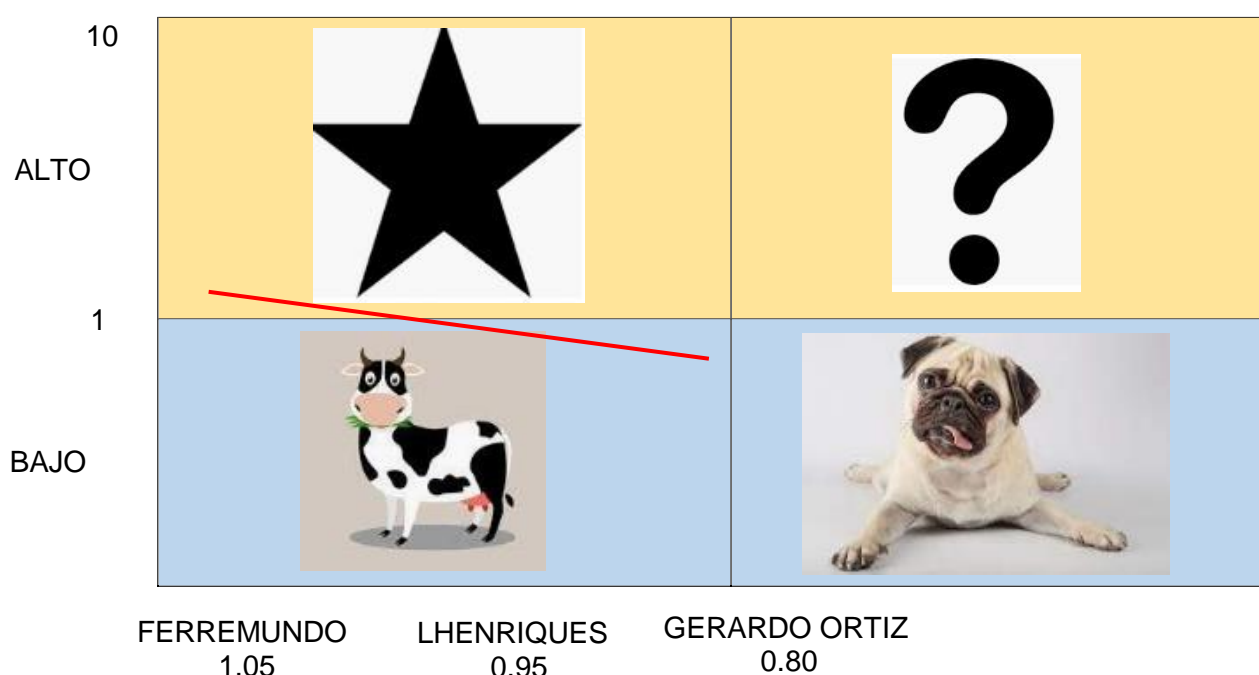 10
ALTO
1
BAJO
FERREMUNDO LHENRIQUES GERARDO ORTIZ
1.05 0.95 0.80